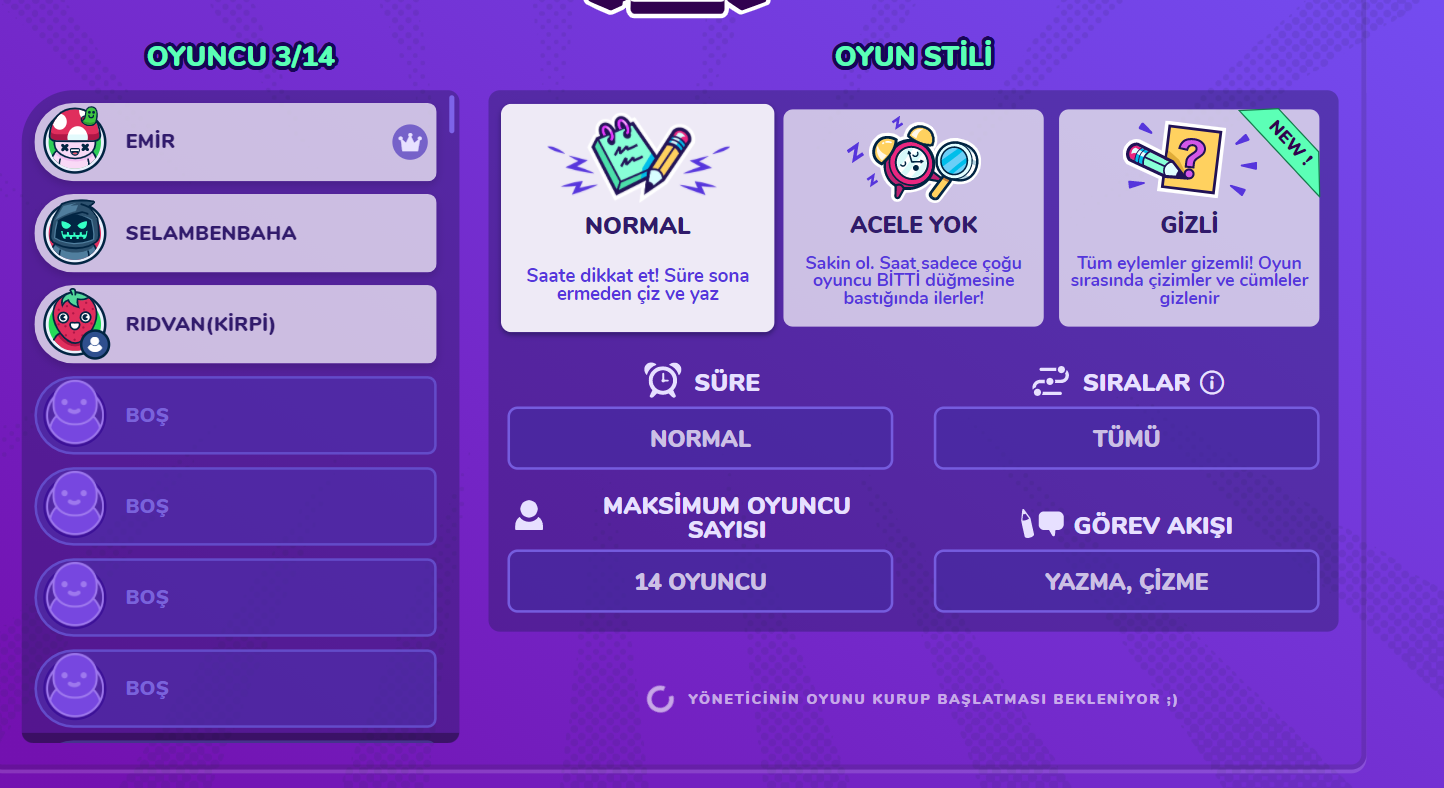 OYUNCU 3/14
EMİR
SELAMBENBAHA
RIDVAN(KİRPİ)
BOŞ
BOŞ
BOŞ
BOŞ
OYUN STİLİ
NORMAL
Saate dikkat et! Süre sona
ermeden çiz ve yaz
ACELE YOK
Sakin ol. Saat sadece çoğu
oyuncu BİTTİ düğmesine
bastığında ilerler!
NEW !
GİZLİ
Tüm eylemler gizemli! Oyun
sırasında çizimler ve cümleler
gizlenir
SÜRE
NORMAL
SIRALAR
TÜMÜ
MAKSİMUM OYUNCU
SAYISI
14 OYUNCU
GÖREV AKIŞI
YAZMA, ÇİZME
YÖNETİCİNİN OYUNU KURUP BAŞLATMASI BEKLENİYOR ;)